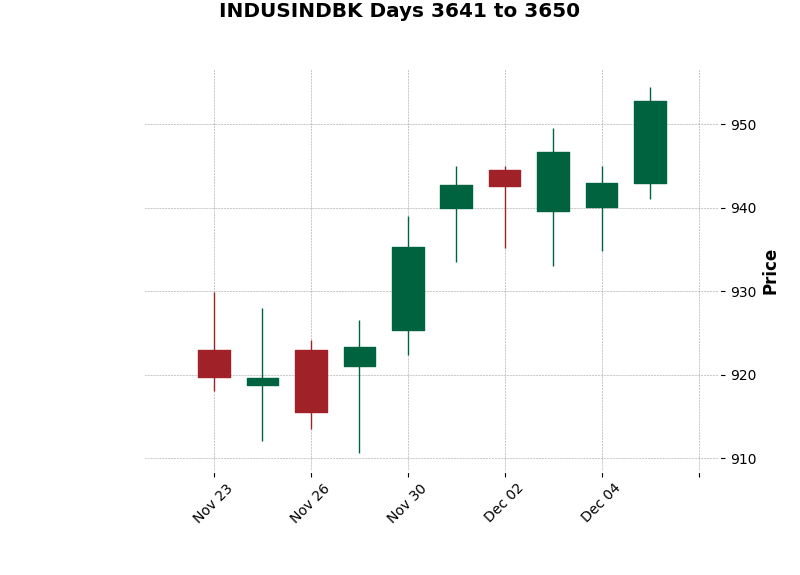 INDUSINDBK Days 3641 to 3650
950
940
930
920
910
Price
Nov 23
Nov 26
Nov 30
Dec 02
Dec 04